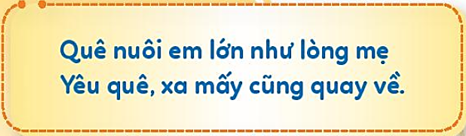 Quê nuôi em lớn như lòng mẹ
Yêu quê, xa mấy cũng quay về.